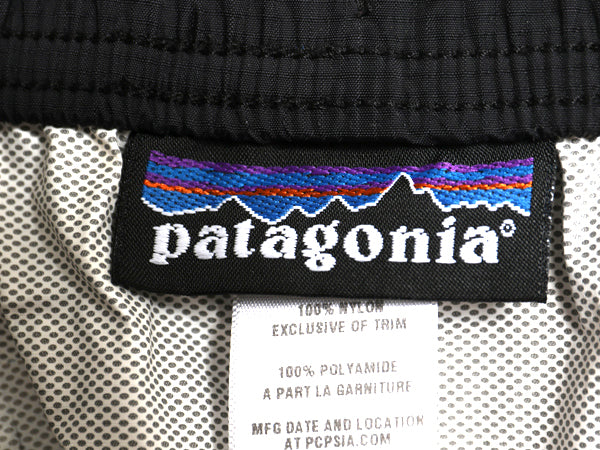 patagonia®
100% NYLON
EXCLUSIVE OF TRIM
100% POLYAMIDE
A PART LA GARNITURE
MFG DATE AND LOCATION
AT PCPSIA.COM